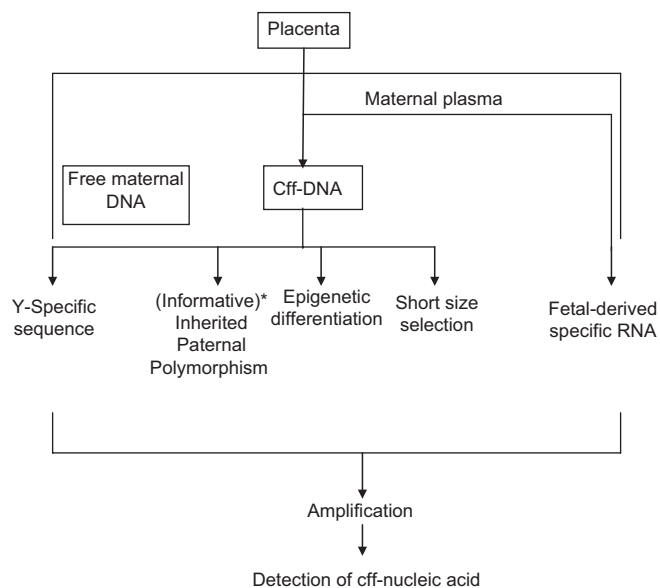 Placenta
Maternal plasma
Free maternal
DNA
Cff-DNA
Y-Specific
sequence
(Informative)*
Inherited
Paternal
Polymorphism
Epigenetic
differentiation
Short size
selection
Fetal-derived
specific RNA
Amplification
Detection of cff-nucleic acid